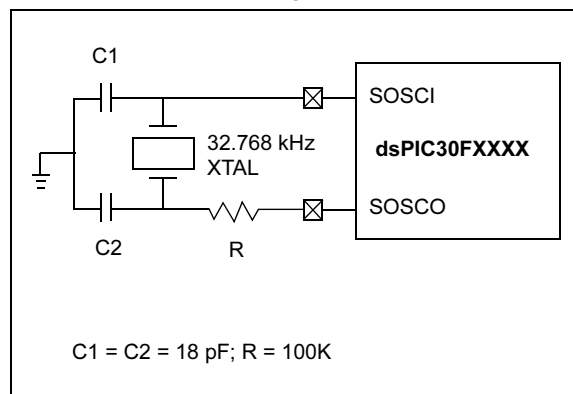 C1
SOSCI
32.768 kHz
XTAL
dsPIC30FXXXX
SOSCO
C2
R
C1 = C2 = 18 pF; R = 100K